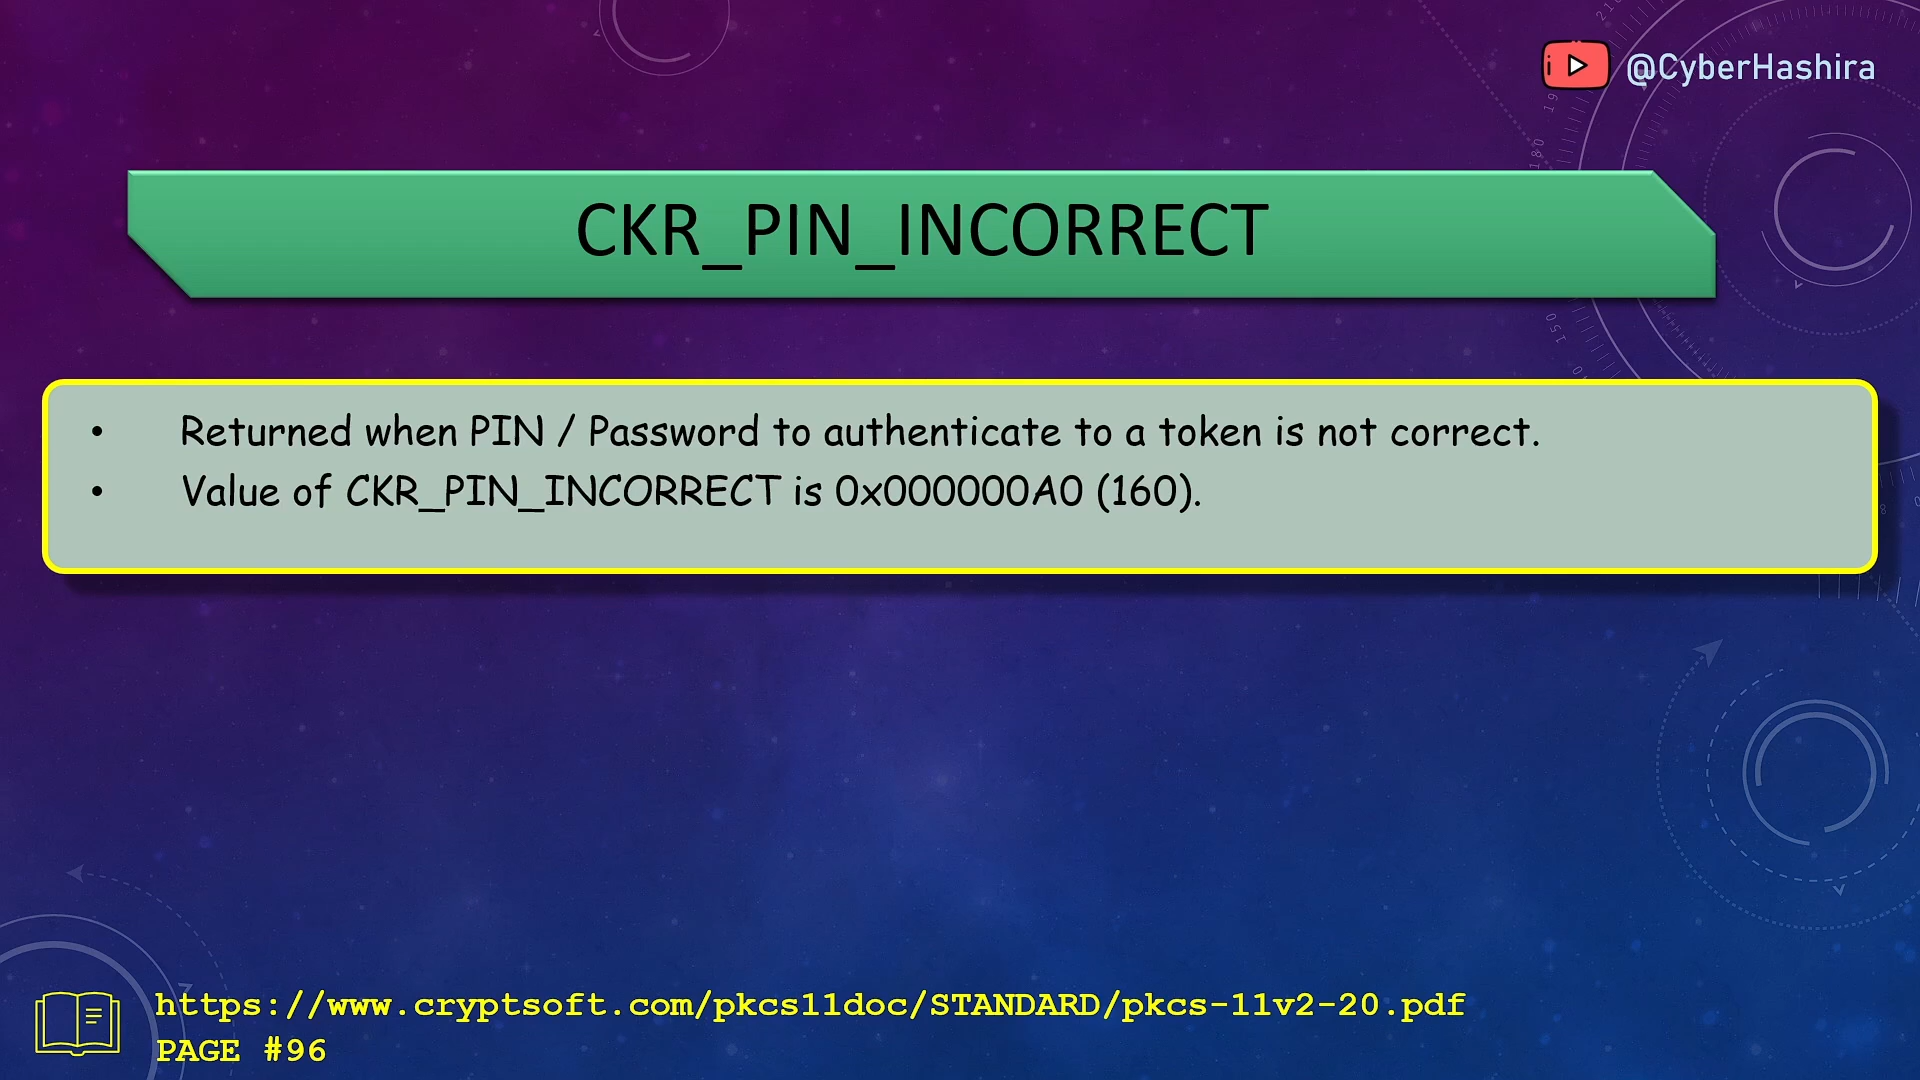 @CyberHashira
CKR_PIN_INCORRECT
• Returned when PIN / Password to authenticate to a token is not correct.
• Value of CKR_PIN_INCORRECT is 0x000000A0 (160).
https://www.cryptsoft.com/pkcs11doc/STANDARD/pkcs-11v2-20.pdf
PAGE #96